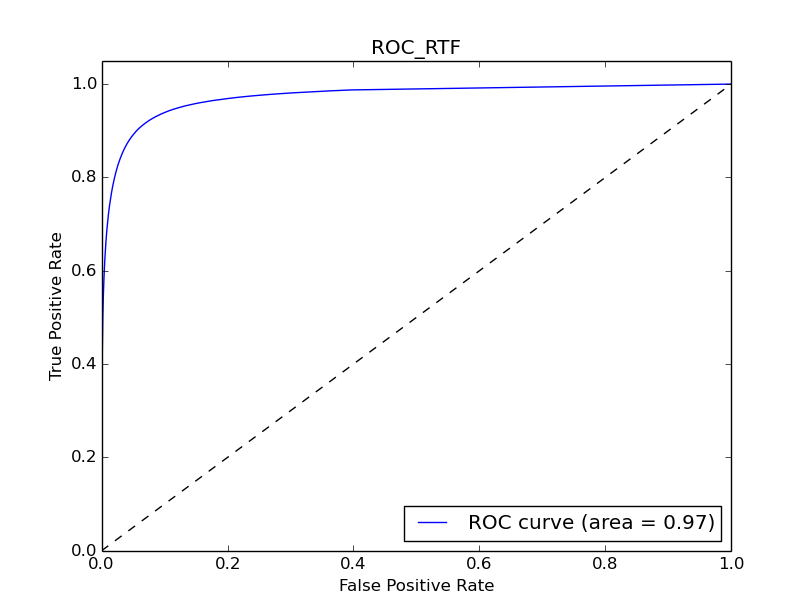 ROC_RTF
True Positive Rate
1.0
0.8
0.6
0.4
0.2
0.0
ROC curve (area = 0.97)
0.0 0.2 0.4 0.6 0.8 1.0
False Positive Rate